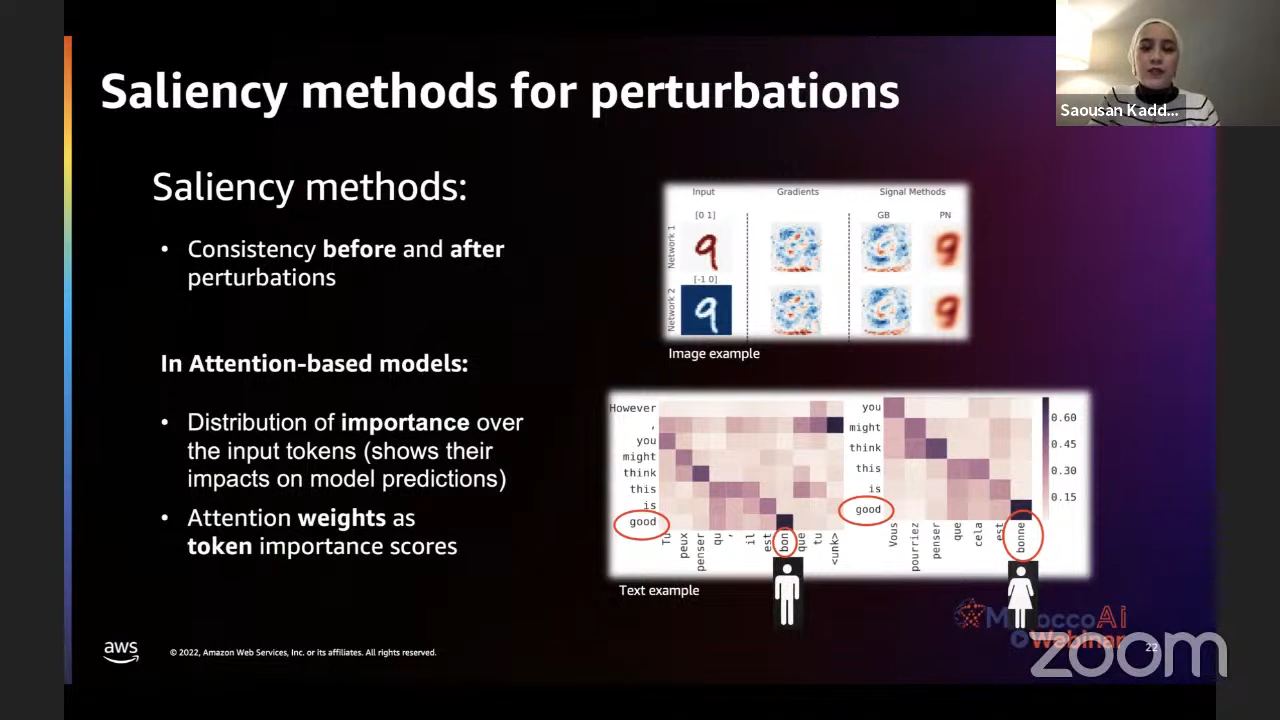 Saliency methods for perturbations
Saousan Kadd...
Saliency methods:
• Consistency before and after
perturbations
In Attention-based models:
• Distribution of importance over
the input tokens (shows their
impacts on model predictions)
• Attention weights as
token importance scores
Input Gradients Signal Methods
[0 1] GB PN
Network 1
[-1 0]
Network 2
Image example
However
,
you
might
think
this
is
good
Tu
peux
penser
qu
'
il
est
bon
que
tu
<unk>
you
might
think
this
is
good
Vous
pourriez
penser
que
cela
est
bonne
0.60
0.45
0.30
0.15
Text example
aws
© 2022, Amazon Web Services, Inc. or its affiliates. All rights reserved.
MoroccoAi
Webinar
22
zoom